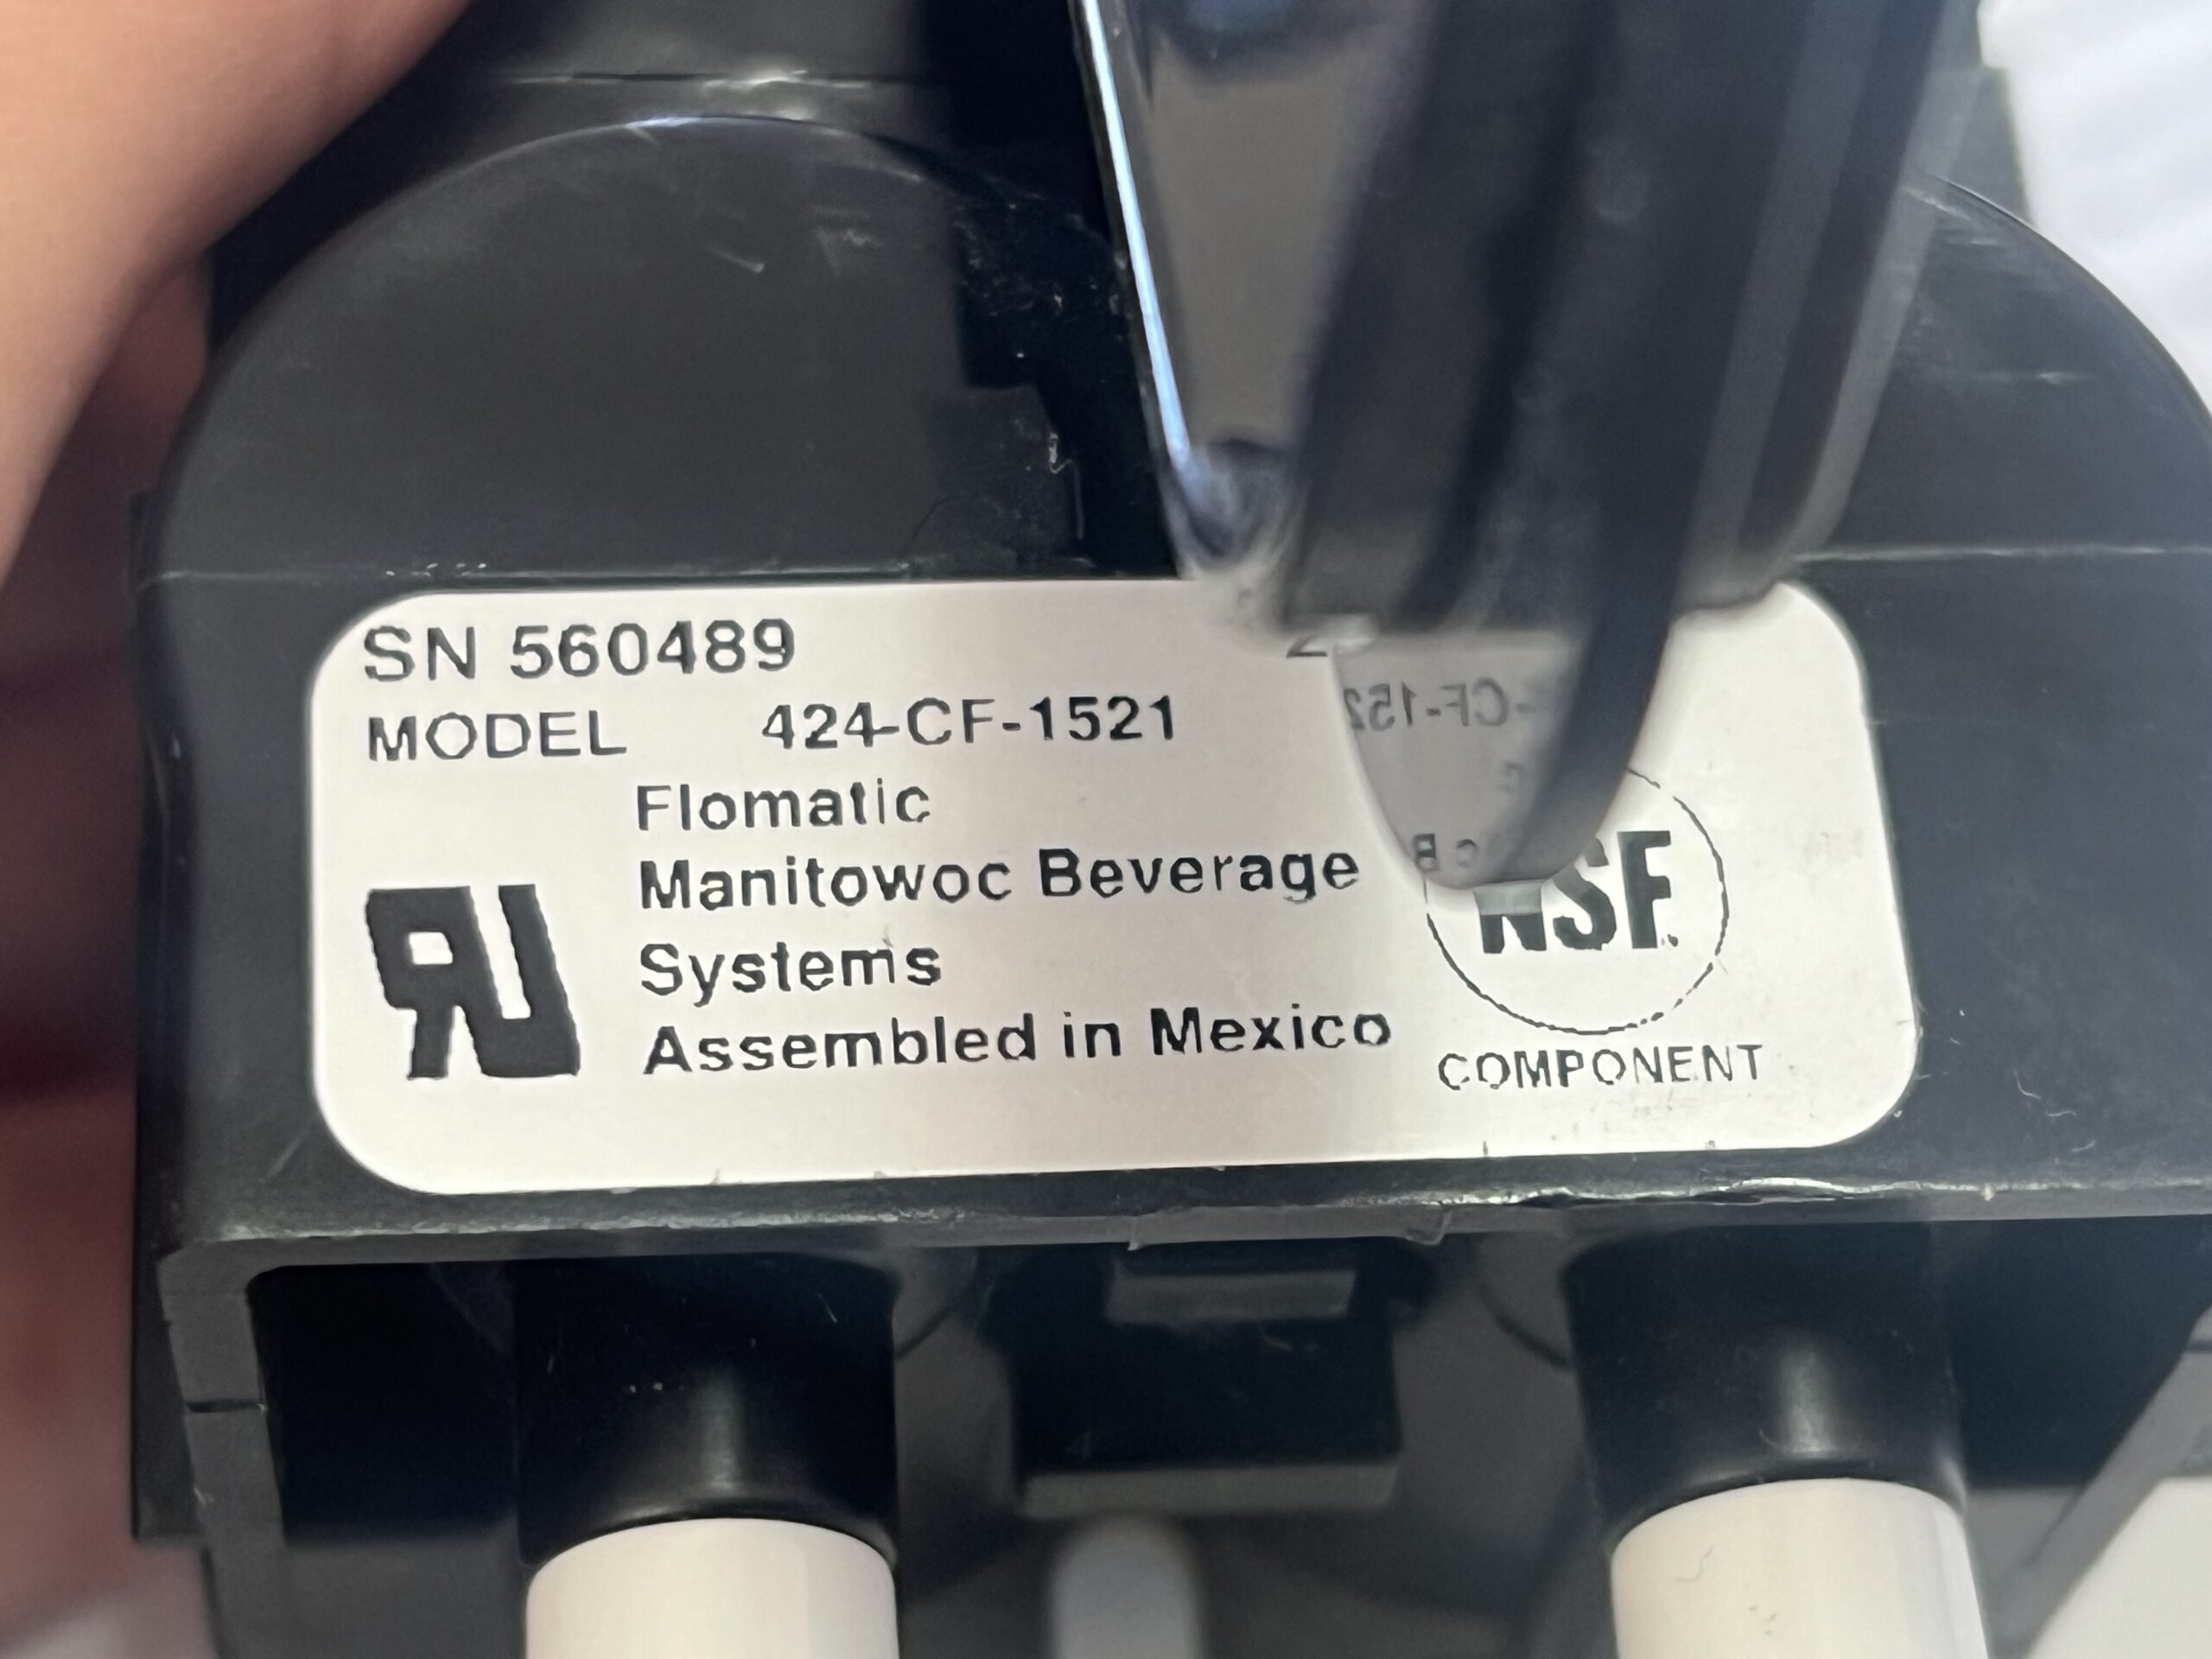 SN 560489
MODEL 424-CF-1521
Flomatic
Manitowoc Beverage
Systems
Assembled in Mexico
NSF
COMPONENT